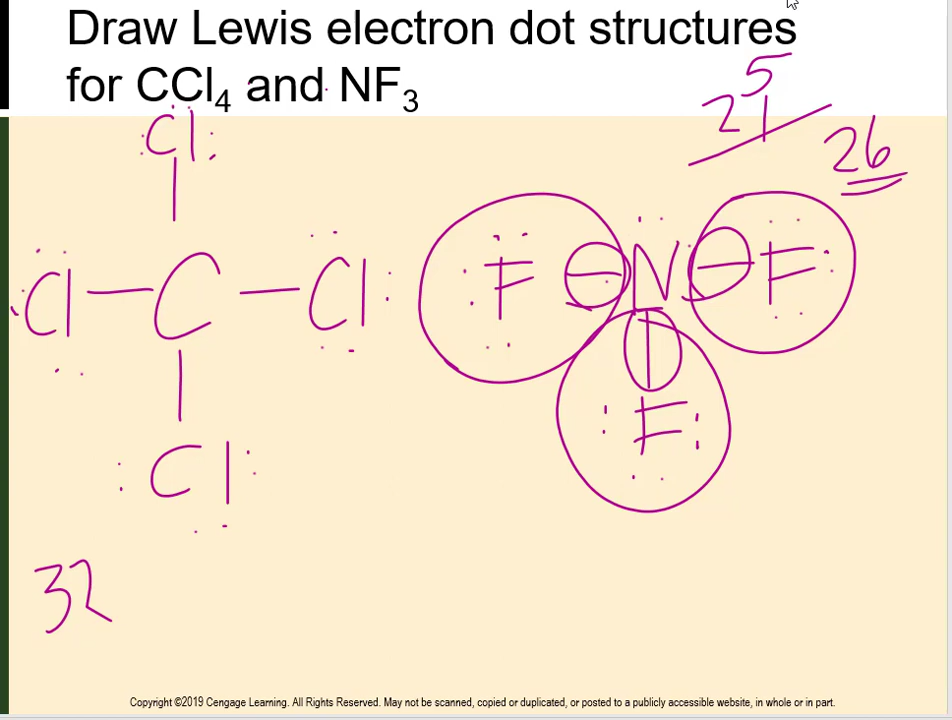 Draw Lewis electron dot structures
for CCl4 and NF3
5
21
26
Cl
Cl - C - Cl
Cl
F - N - F
F
32
Copyright ©2019 Cengage Learning. All Rights Reserved. May not be scanned, copied or duplicated, or posted to a publicly accessible website, in whole or in part.